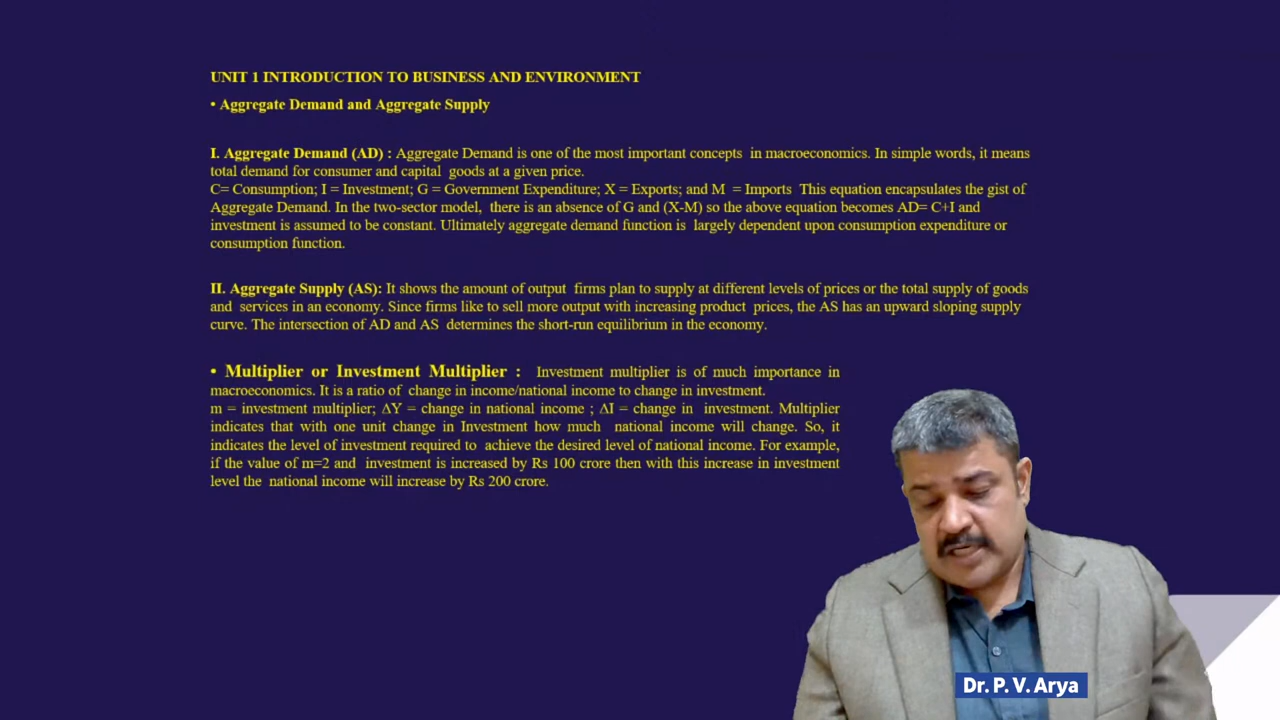 UNIT 1 INTRODUCTION TO BUSINESS AND ENVIRONMENT
• Aggregate Demand and Aggregate Supply
I. Aggregate Demand (AD) : Aggregate Demand is one of the most important concepts in macroeconomics. In simple words, it means
total demand for consumer and capital goods at a given price.
C= Consumption; I = Investment; G = Government Expenditure; X = Exports; and M = Imports This equation encapsulates the gist of
Aggregate Demand. In the two-sector model, there is an absence of G and (X-M) so the above equation becomes AD= C+I and
investment is assumed to be constant. Ultimately aggregate demand function is largely dependent upon consumption expenditure or
consumption function.
II. Aggregate Supply (AS): It shows the amount of output firms plan to supply at different levels of prices or the total supply of goods
and services in an economy. Since firms like to sell more output with increasing product prices, the AS has an upward sloping supply
curve. The intersection of AD and AS determines the short-run equilibrium in the economy.
• Multiplier or Investment Multiplier : Investment multiplier is of much importance in
macroeconomics. It is a ratio of change in income/national income to change in investment.
m = investment multiplier; ΔY = change in national income ; ΔI = change in investment. Multiplier
indicates that with one unit change in Investment how much national income will change. So, it
indicates the level of investment required to achieve the desired level of national income. For example,
if the value of m=2 and investment is increased by Rs 100 crore then with this increase in investment
level the national income will increase by Rs 200 crore.
Dr. P. V. Arya